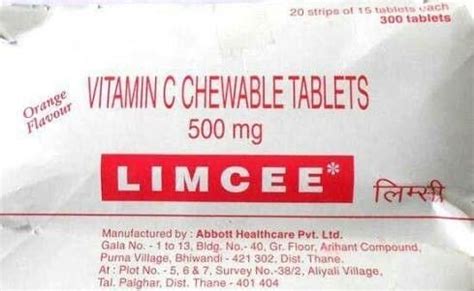 20 strips of 15 tablets each
300 tablets
Orange
Flavour
VITAMIN C CHEWABLE TABLETS
500 mg
LIMCEE*
लिम्सी
Manufactured by : Abbott Healthcare Pvt. Ltd.
Gala No. - 1 to 13, Bldg. No.- 40, Gr. Floor, Arihant Compound,
Purna Village, Bhiwandi - 421 302. Dist. Thane.
At : Plot No. - 5, 6 & 7, Survey No.-38/2, Aliyali Village,
Tal. Palghar, Dist. Thane - 401 404